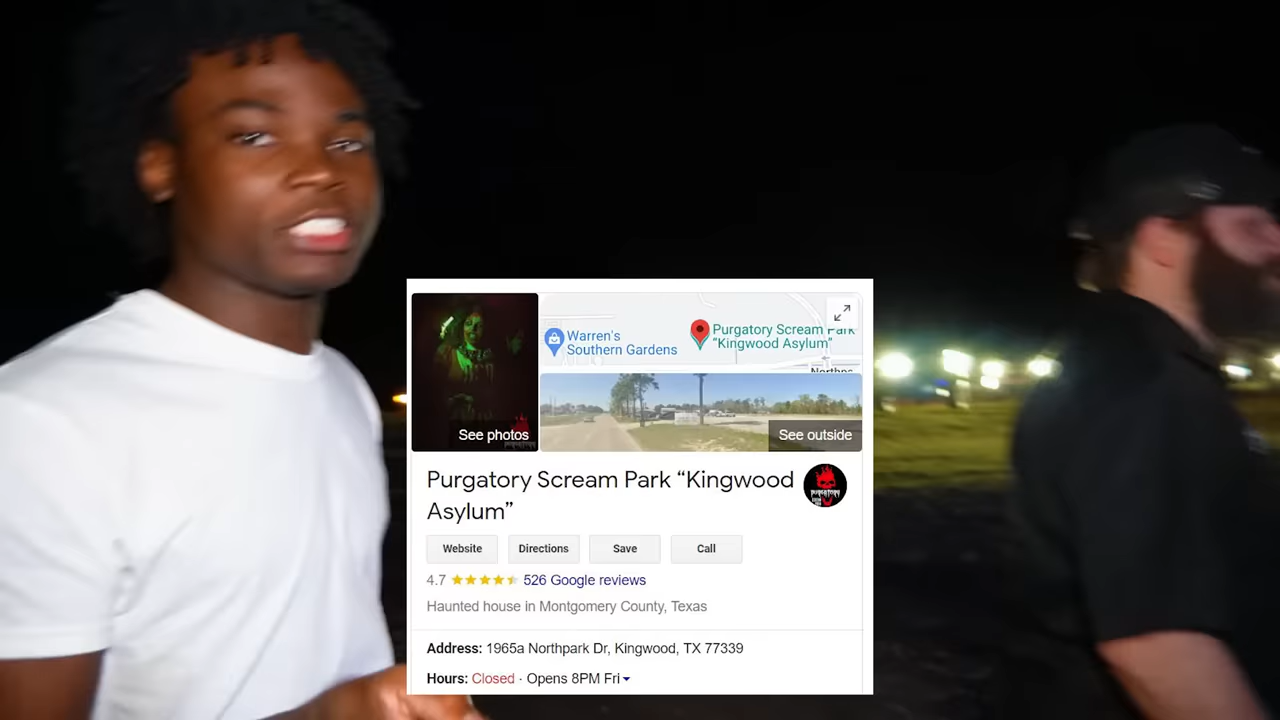 Warren's
Southern Gardens
Purgatory Scream Park
"Kingwood Asylum"
See photos
See outside
Purgatory Scream Park “Kingwood
Asylum”
PURGATORY
Website
Directions
Save
Call
4.7
526 Google reviews
Haunted house in Montgomery County, Texas
Address: 1965a Northpark Dr, Kingwood, TX 77339
Hours: Closed · Opens 8PM Fri